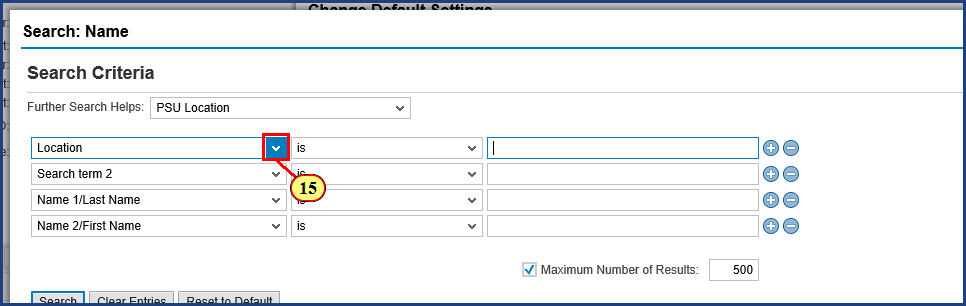 Change Default Settings
Search: Name
Search Criteria
Further Search Helps: PSU Location
Location is
Search term 2 is
15
Name 1/Last Name is
Name 2/First Name is
Maximum Number of Results: 500
Search Clear Entries Reset to Default